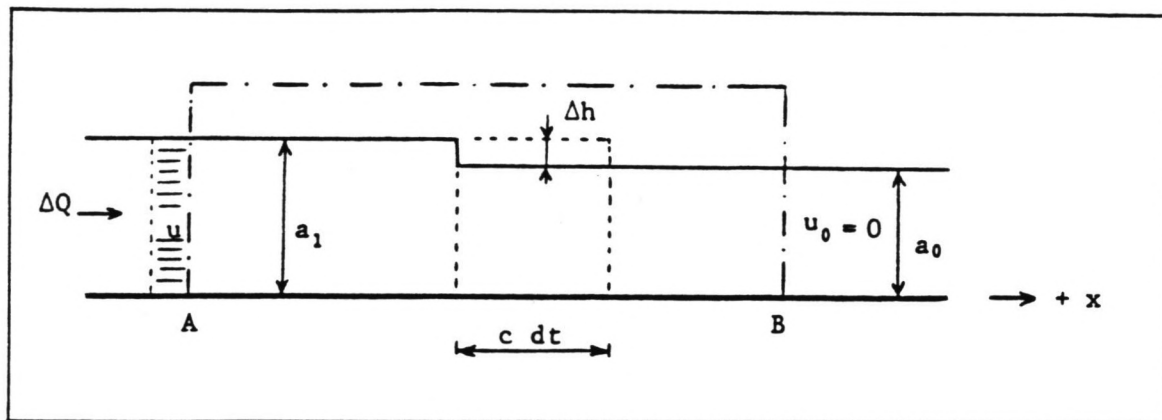 Δh
ΔQ
u
a₁
u₀ = 0
a₀
A
B
+ x
c dt